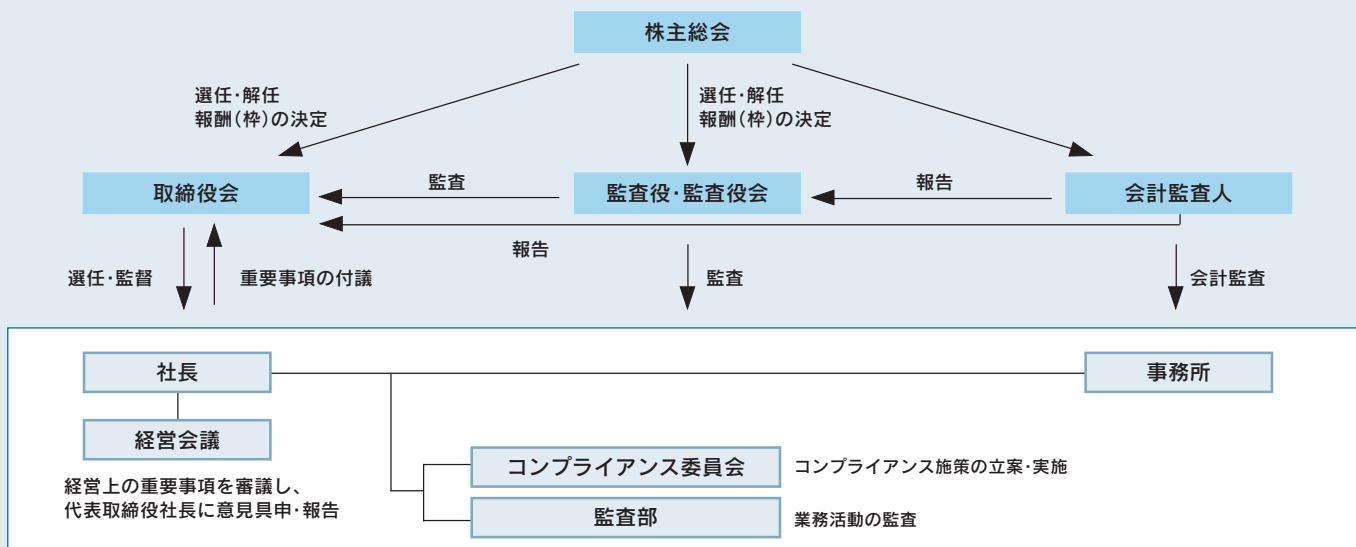 株主総会
選任・解任
報酬(枠)の決定
選任・解任
報酬(枠)の決定
取締役会
監査
監査役・監査役会
報告
会計監査人
報告
選任・監督
重要事項の付議
監査
会計監査
社長
事務所
経営会議
経営上の重要事項を審議し、
代表取締役社長に意見具申・報告
コンプライアンス委員会
コンプライアンス施策の立案・実施
監査部
業務活動の監査